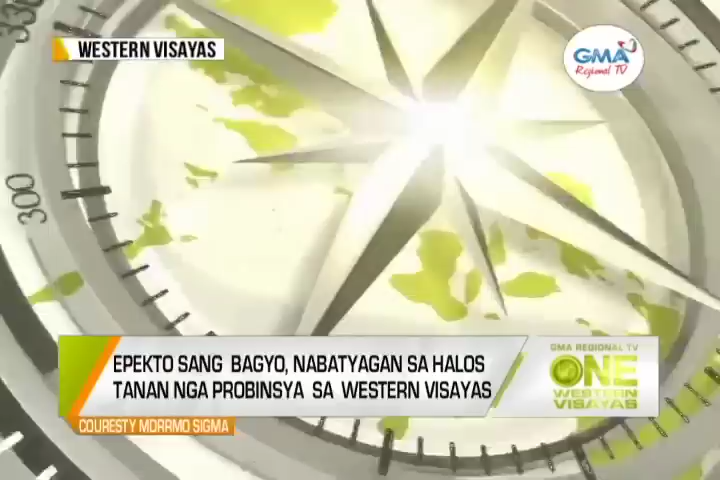 330
WESTERN VISAYAS
GMA
Regional TV
300
EPEKTO SANG BAGYO, NABATYAGAN SA HALOS
TANAN NGA PROBINSYA SA WESTERN VISAYAS
GMA REGIONAL TV
ONE
WESTERN
VISAYAS
COURESTY MDRRMO SIGMA